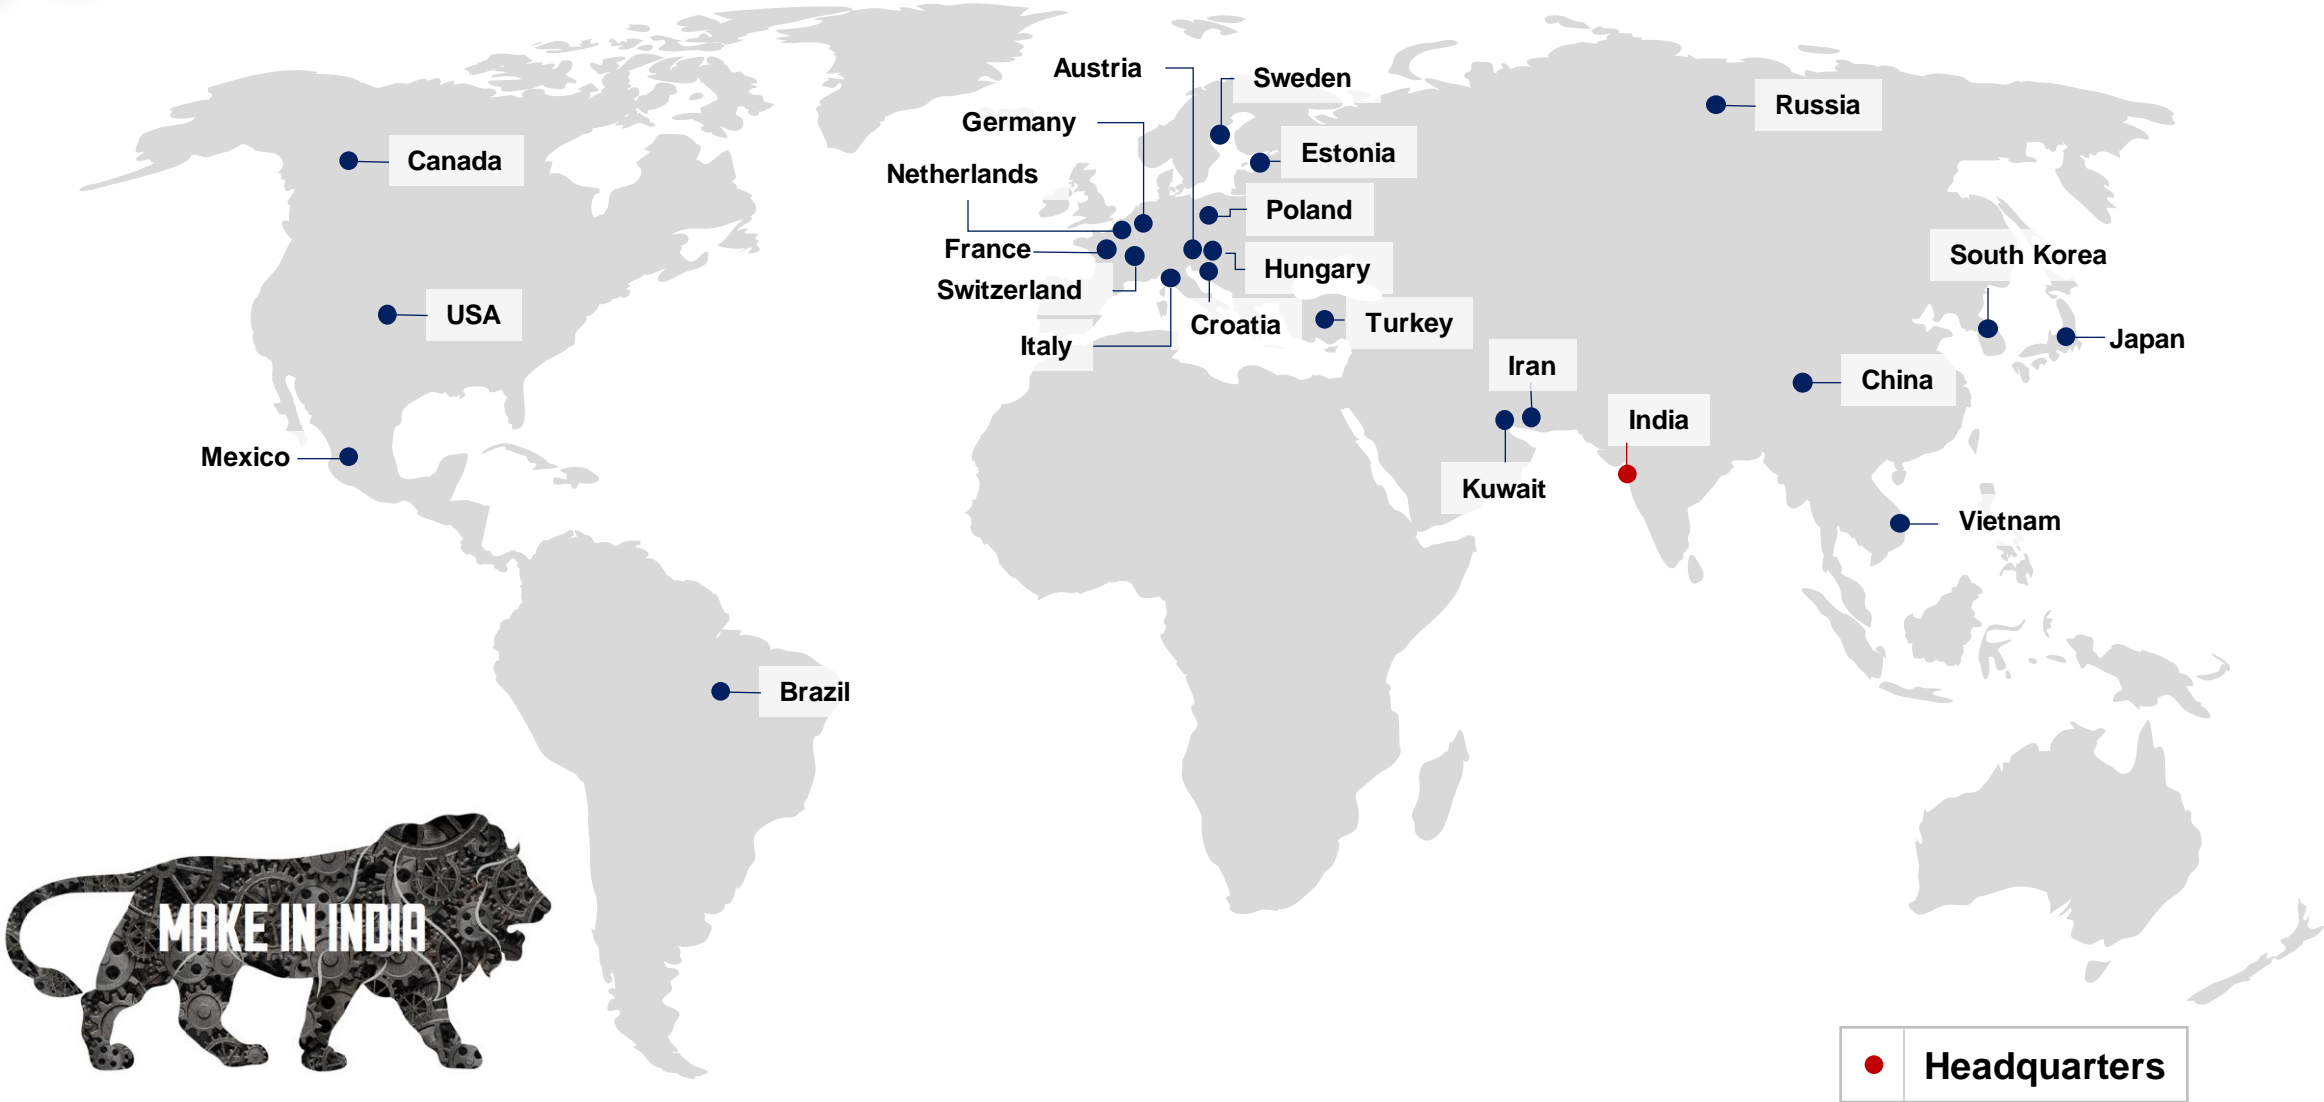 Austria
Sweden
Germany
Russia
Canada
Estonia
Netherlands
Poland
France
South Korea
Hungary
Switzerland
USA
Croatia
Turkey
Italy
Japan
Iran
China
India
Mexico
Kuwait
Vietnam
Brazil
MAKE IN INDIA
Headquarters